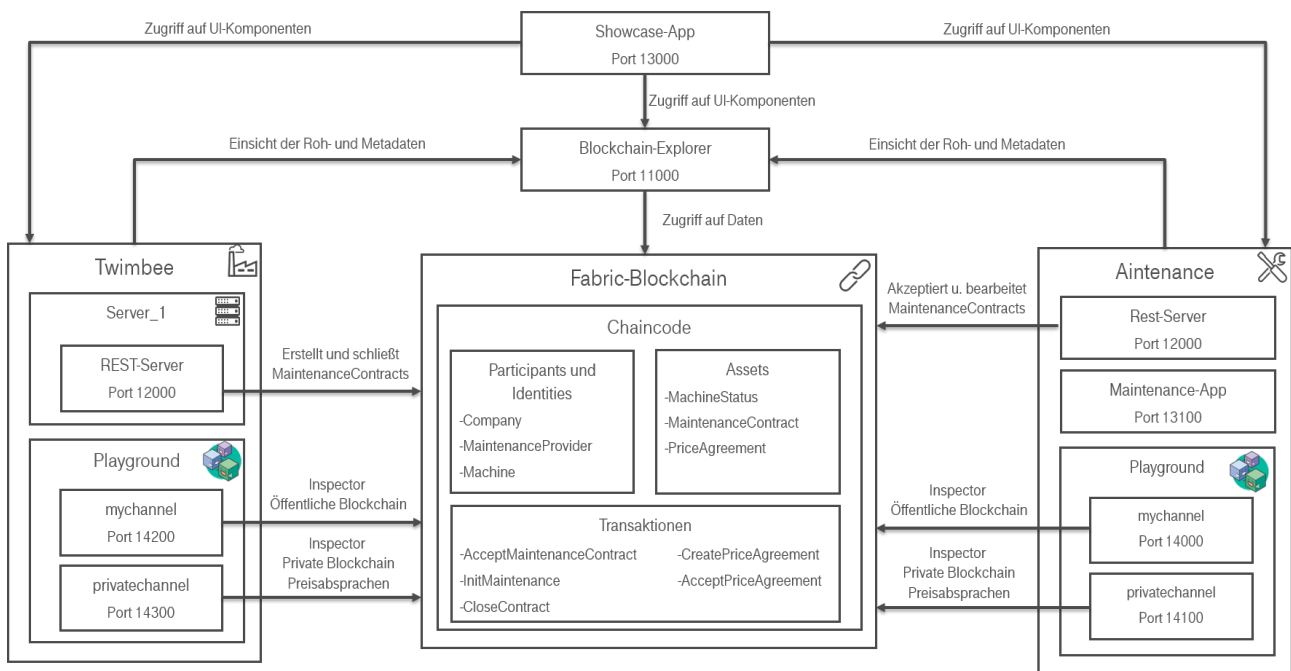 Zugriff auf UI-Komponenten
Showcase-App
Port 13000
Zugriff auf UI-Komponenten
Zugriff auf UI-Komponenten
Einsicht der Roh- und Metadaten
Blockchain-Explorer
Port 11000
Einsicht der Roh- und Metadaten
Zugriff auf Daten
Twimbee
Server_1
REST-Server
Port 12000
Playground
mychannel
Port 14200
privatechannel
Port 14300
Erstellt und schließt
MaintenanceContracts
Inspector
Öffentliche Blockchain
Inspector
Private Blockchain
Preisabsprachen
Fabric-Blockchain
Chaincode
Participants und
Identities
-Company
-MaintenanceProvider
-Machine
Assets
-MachineStatus
-MaintenanceContract
-PriceAgreement
Transaktionen
-AcceptMaintenanceContract
-InitMaintenance
-CloseContract
-CreatePriceAgreement
-AcceptPriceAgreement
Akzeptiert u. bearbeitet
MaintenanceContracts
Inspector
Öffentliche Blockchain
Inspector
Private Blockchain
Preisabsprachen
Aintenance
Rest-Server
Port 12000
Maintenance-App
Port 13100
Playground
mychannel
Port 14000
privatechannel
Port 14100